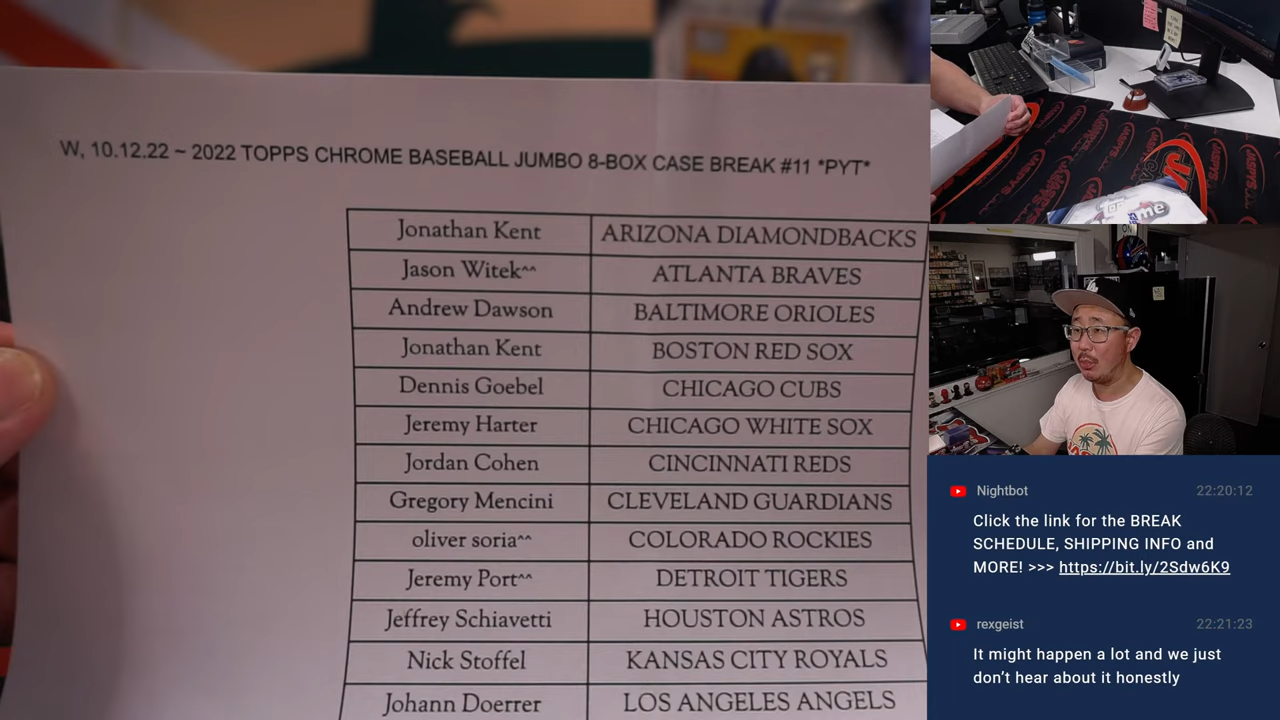 W, 10.12.22 ~ 2022 TOPPS CHROME BASEBALL JUMBO 8-BOX CASE BREAK #11 *PYT*
Jonathan Kent ARIZONA DIAMONDBACKS
Jason Witek^^ ATLANTA BRAVES
Andrew Dawson BALTIMORE ORIOLES
Jonathan Kent BOSTON RED SOX
Dennis Goebel CHICAGO CUBS
Jeremy Harter CHICAGO WHITE SOX
Jordan Cohen CINCINNATI REDS
Gregory Mencini CLEVELAND GUARDIANS
oliver soria^^ COLORADO ROCKIES
Jeremy Port^^ DETROIT TIGERS
Jeffrey Schiavetti HOUSTON ASTROS
Nick Stoffel KANSAS CITY ROYALS
Johann Doerrer LOS ANGELES ANGELS
Nightbot 22:20:12
Click the link for the BREAK
SCHEDULE, SHIPPING INFO and
MORE! >>> https://bit.ly/2Sdw6K9
rexgeist 22:21:23
It might happen a lot and we just
don't hear about it honestly